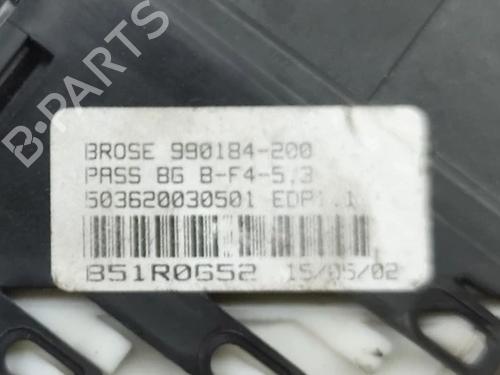 B-PARTS
BROSE 990184-200
PASS BG B-F4-5.3
503620030501 EDP1.1
B51R0652 15/05/02